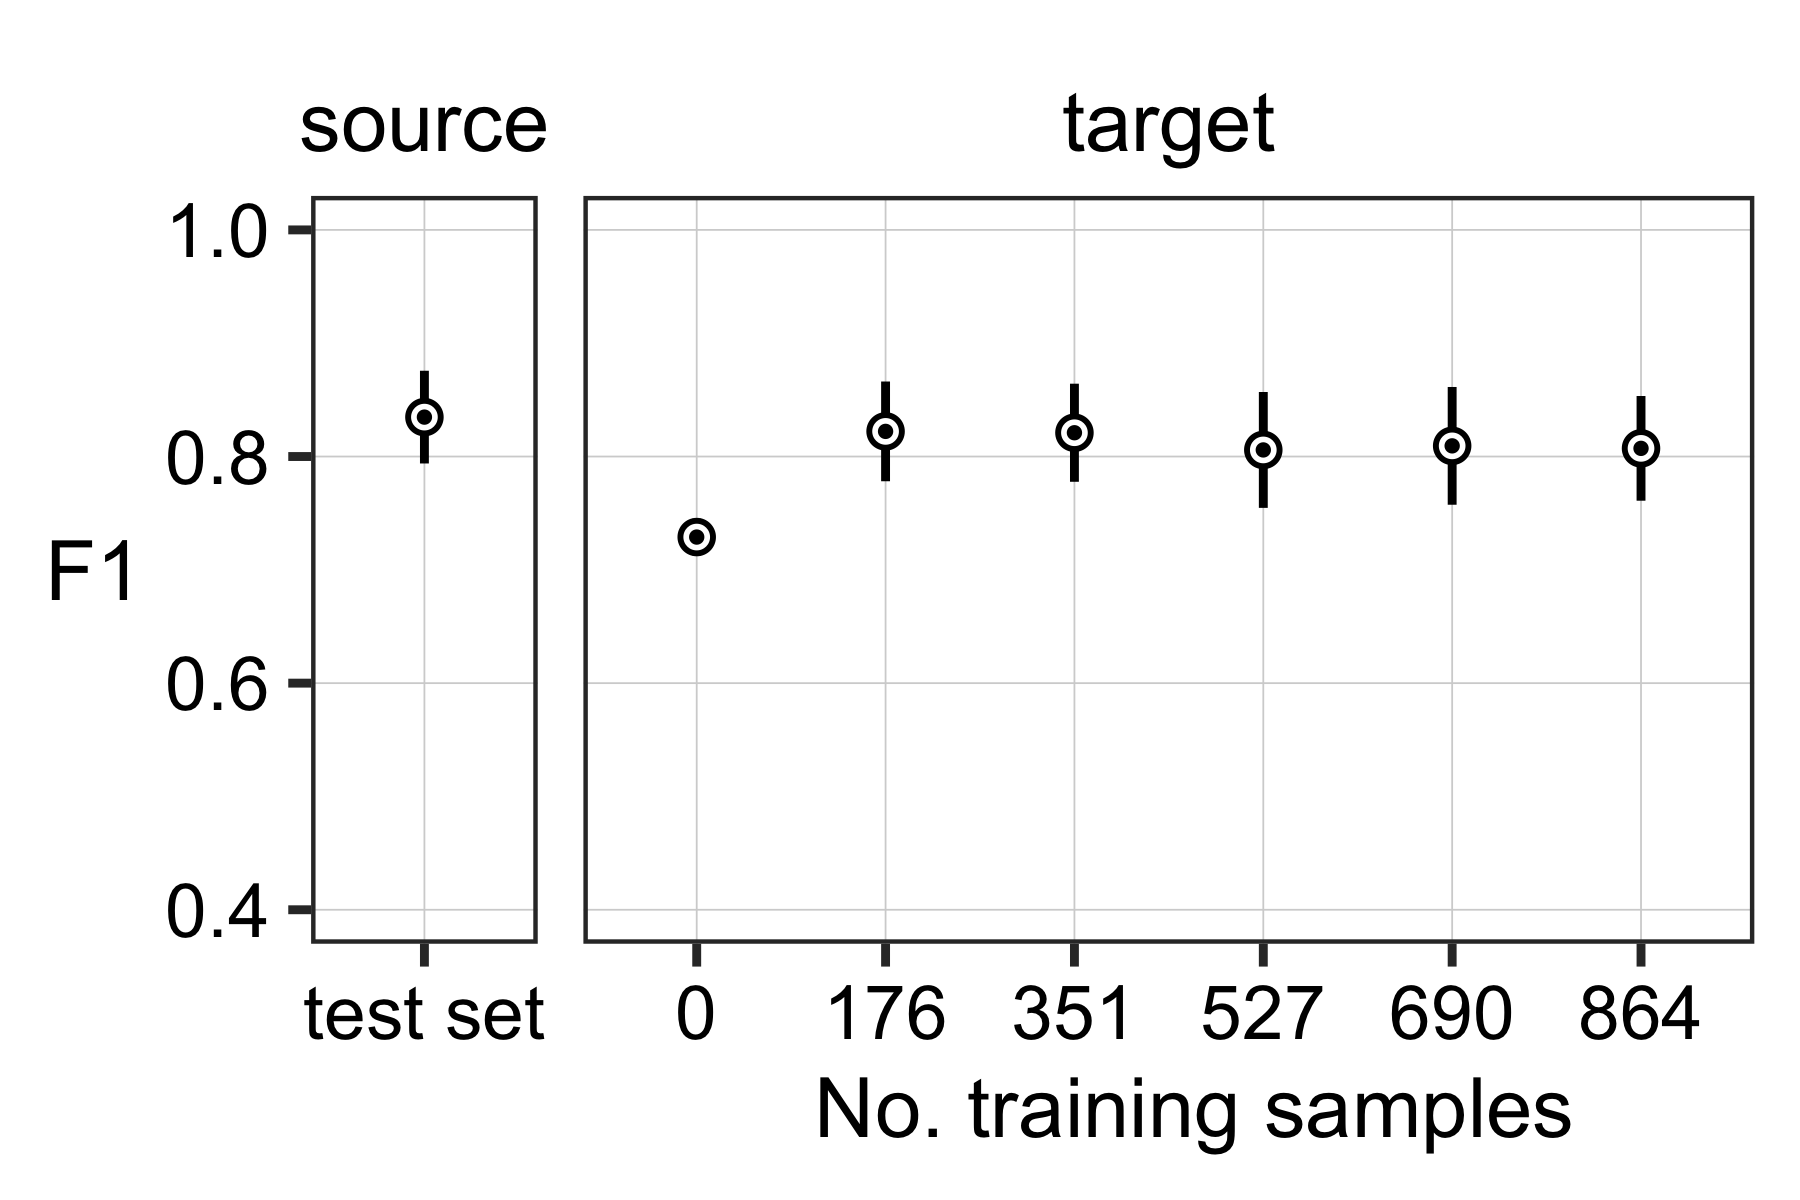 source target
1.0
0.8
F1
0.6
0.4
test set 0 176 351 527 690 864
No. training samples